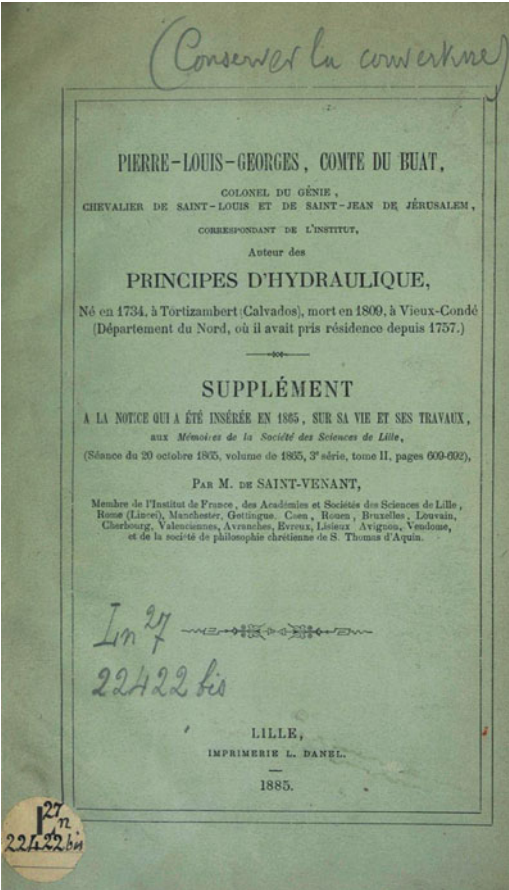 (Conserver la couverture)
PIERRE-LOUIS-GEORGES, COMTE DU BUAT,
COLONEL DU GÉNIE,
CHEVALIER DE SAINT-LOUIS ET DE SAINT-JEAN DE JÉRUSALEM,
CORRESPONDANT DE L'INSTITUT,
Auteur des
PRINCIPES D'HYDRAULIQUE,
Né en 1734, à Tortizambert (Calvados), mort en 1809, à Vieux-Condé
(Département du Nord, où il avait pris résidence depuis 1757.)
SUPPLÉMENT
A LA NOTICE QUI A ÉTÉ INSÉRÉE EN 1865, SUR SA VIE ET SES TRAVAUX,
aux Mémoires de la Société des Sciences de Lille,
(Séance du 20 octobre 1865, volume de 1865, 3e série, tome II, pages 609-692),
PAR M. DE SAINT-VENANT,
Membre de l'Institut de France, des Académies et Sociétés des Sciences de Lille,
Rome (Lincei), Manchester, Gottingue, Caen, Rouen, Bruxelles, Louvain,
Cherbourg, Valenciennes, Avranches, Evreux, Lisieux Avignon, Vendome,
et de la société de philosophie chrétienne de S. Thomas d'Aquin.
Ln 27
22422 bis
LILLE,
IMPRIMERIE L. DANEL.
1885.
27
Ln
22422 bis